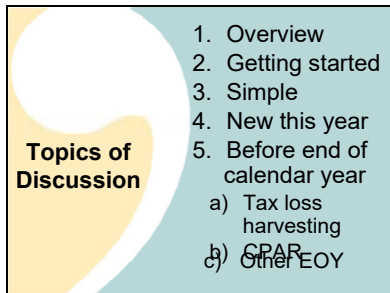 Topics of
Discussion
1. Overview
2. Getting started
3. Simple
4. New this year
5. Before end of
calendar year
a) Tax loss
harvesting
b) CPAR
c) Other EOY